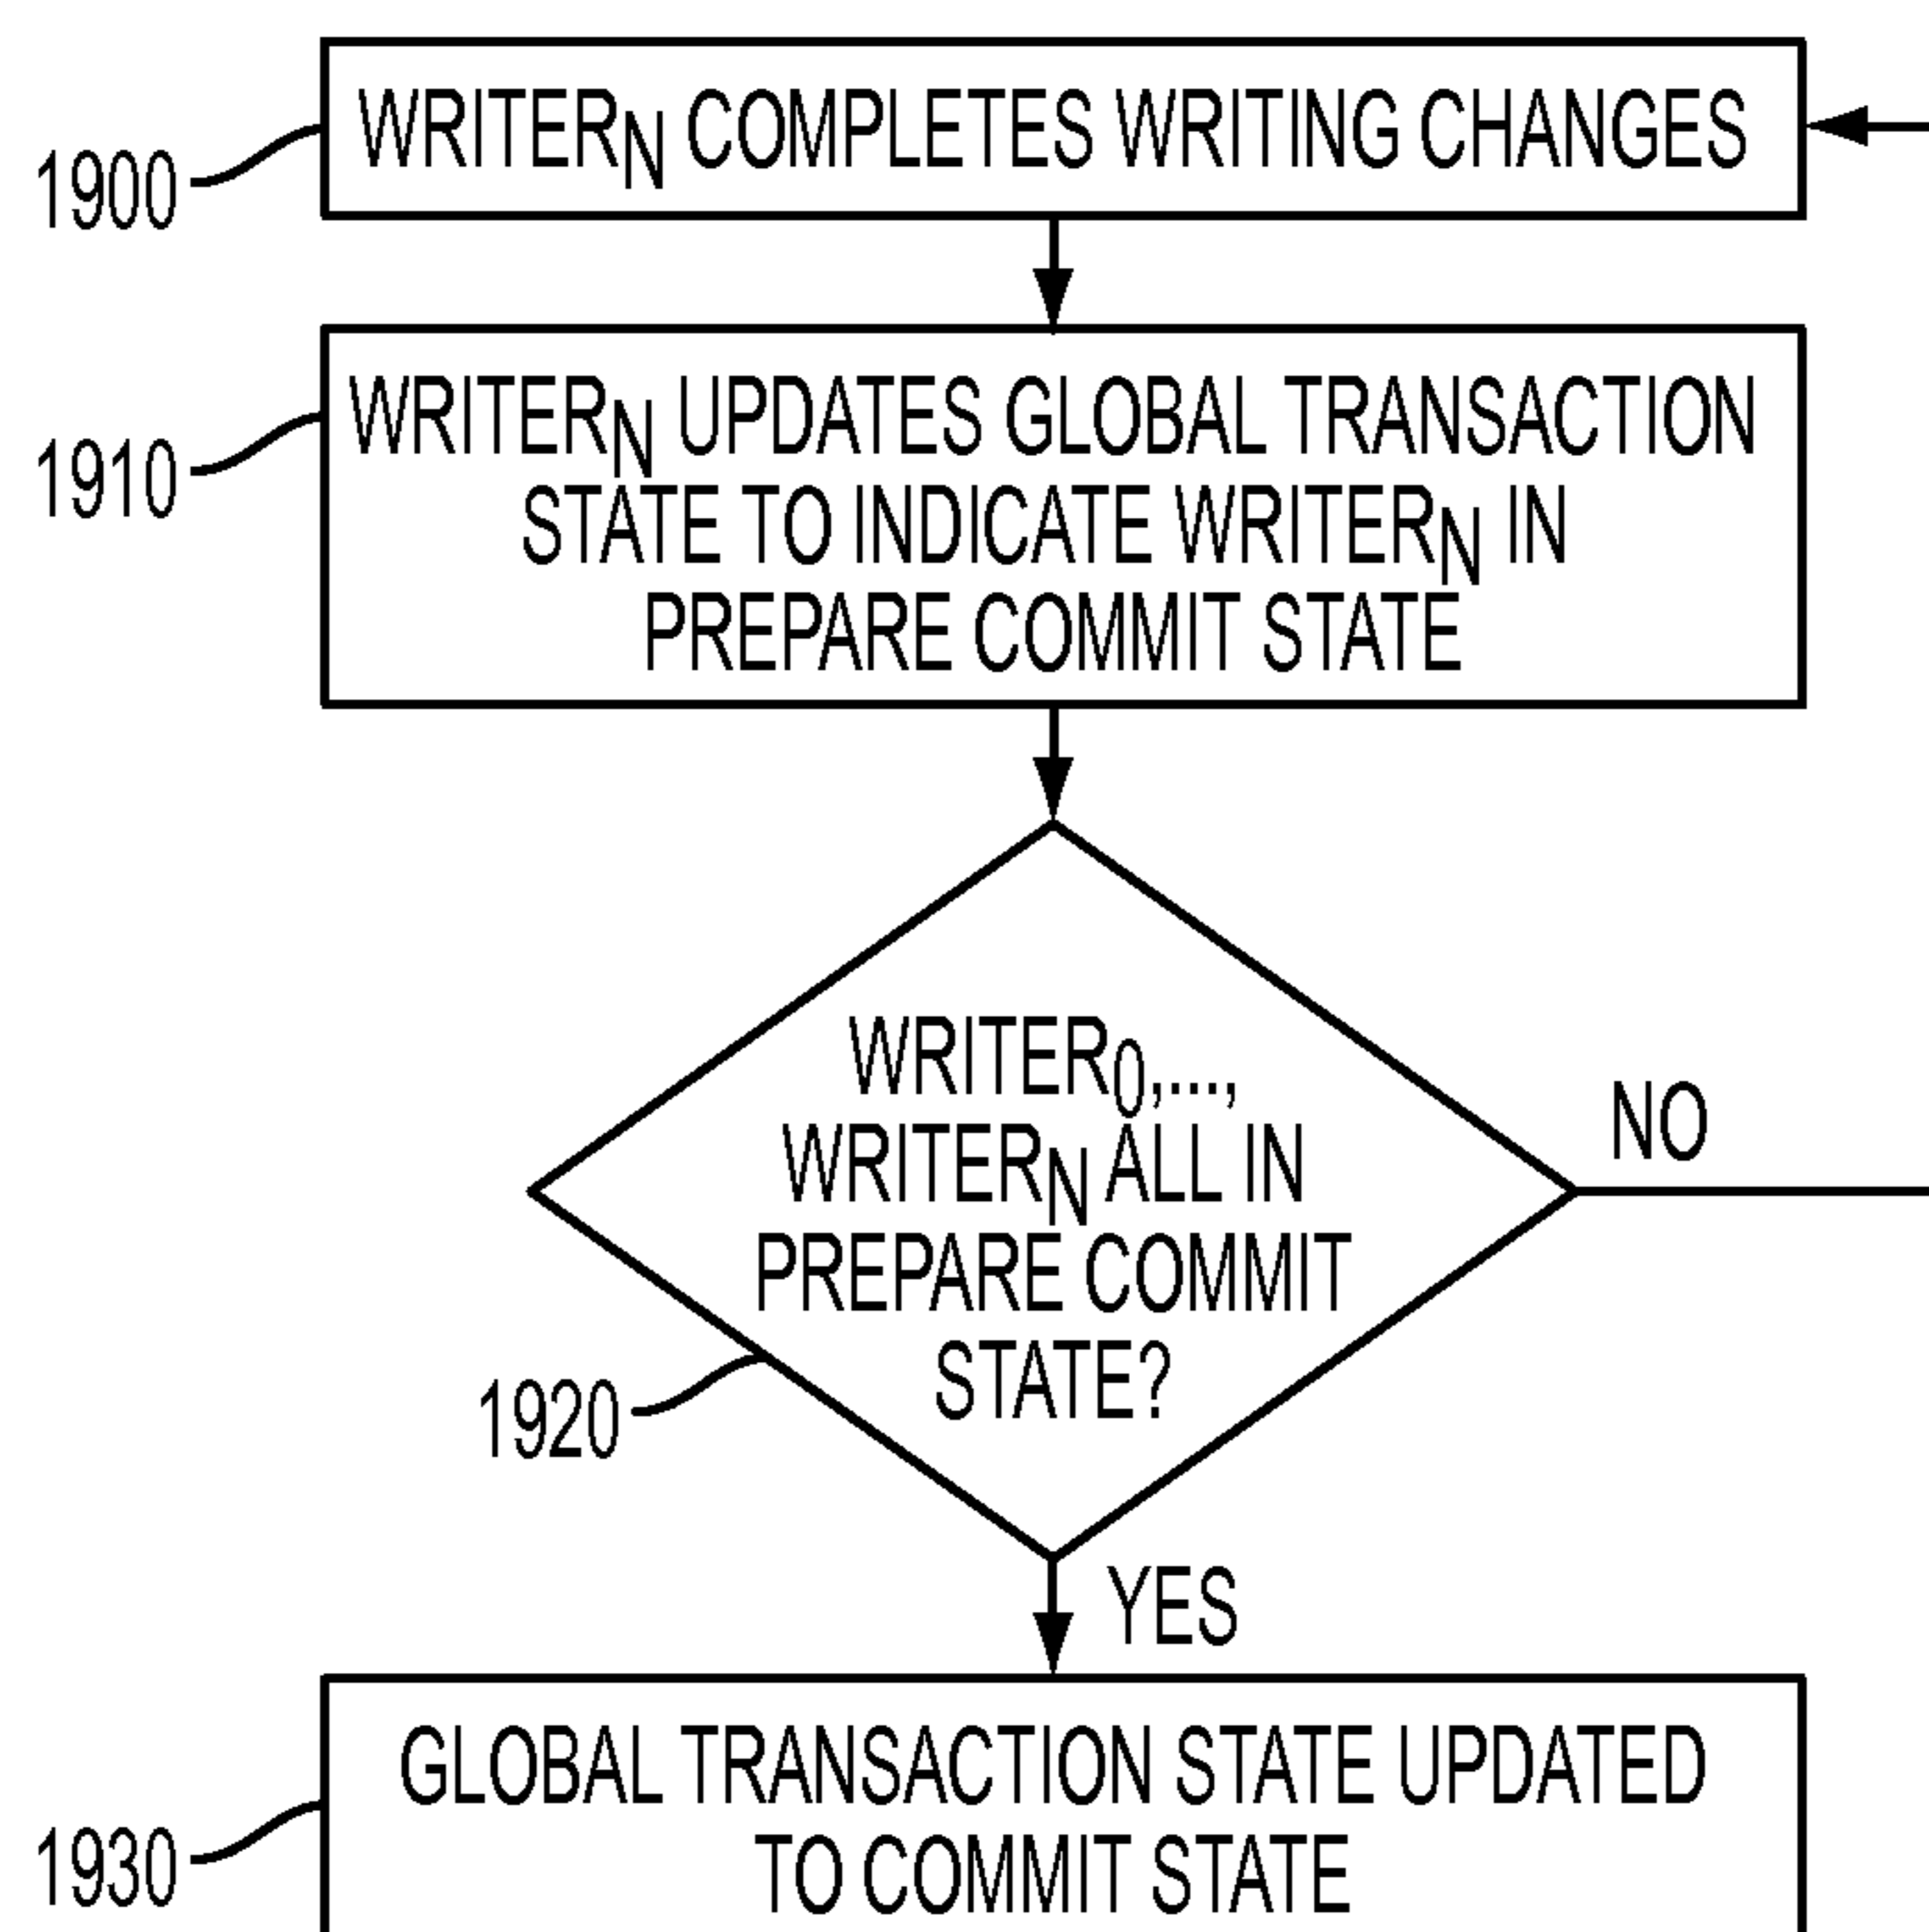 WRITERN COMPLETES WRITING CHANGES
1900
WRITERN UPDATES GLOBAL TRANSACTION
STATE TO INDICATE WRITERN IN
PREPARE COMMIT STATE
1910
WRITER0,...,
WRITERN ALL IN
PREPARE COMMIT
STATE?
NO
1920
YES
GLOBAL TRANSACTION STATE UPDATED
TO COMMIT STATE
1930